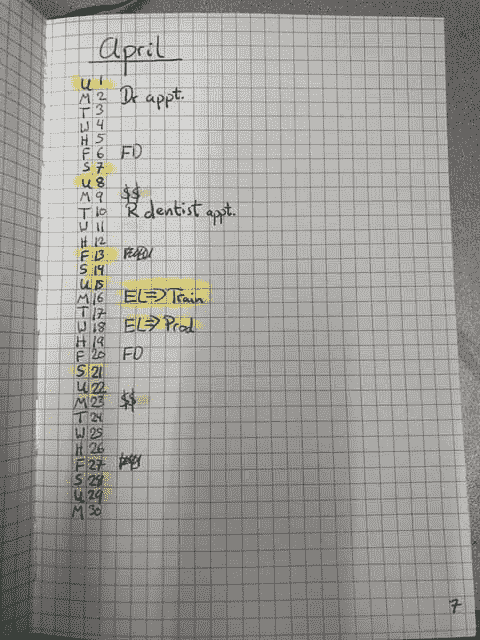 April
U 1
M 2 Dr appt.
T 3
W 4
H 5
F 6 FD
S 7
U 8
M 9 $$
T 10 R dentist appt.
W 11
H 12
F 13
S 14
U 15
M 16 EL=> Train
T 17
W 18 EL=> Prod
H 19
F 20 FD
S 21
U 22
M 23 $$
T 24
W 25
H 26
F 27
S 28
U 29
M 30
7